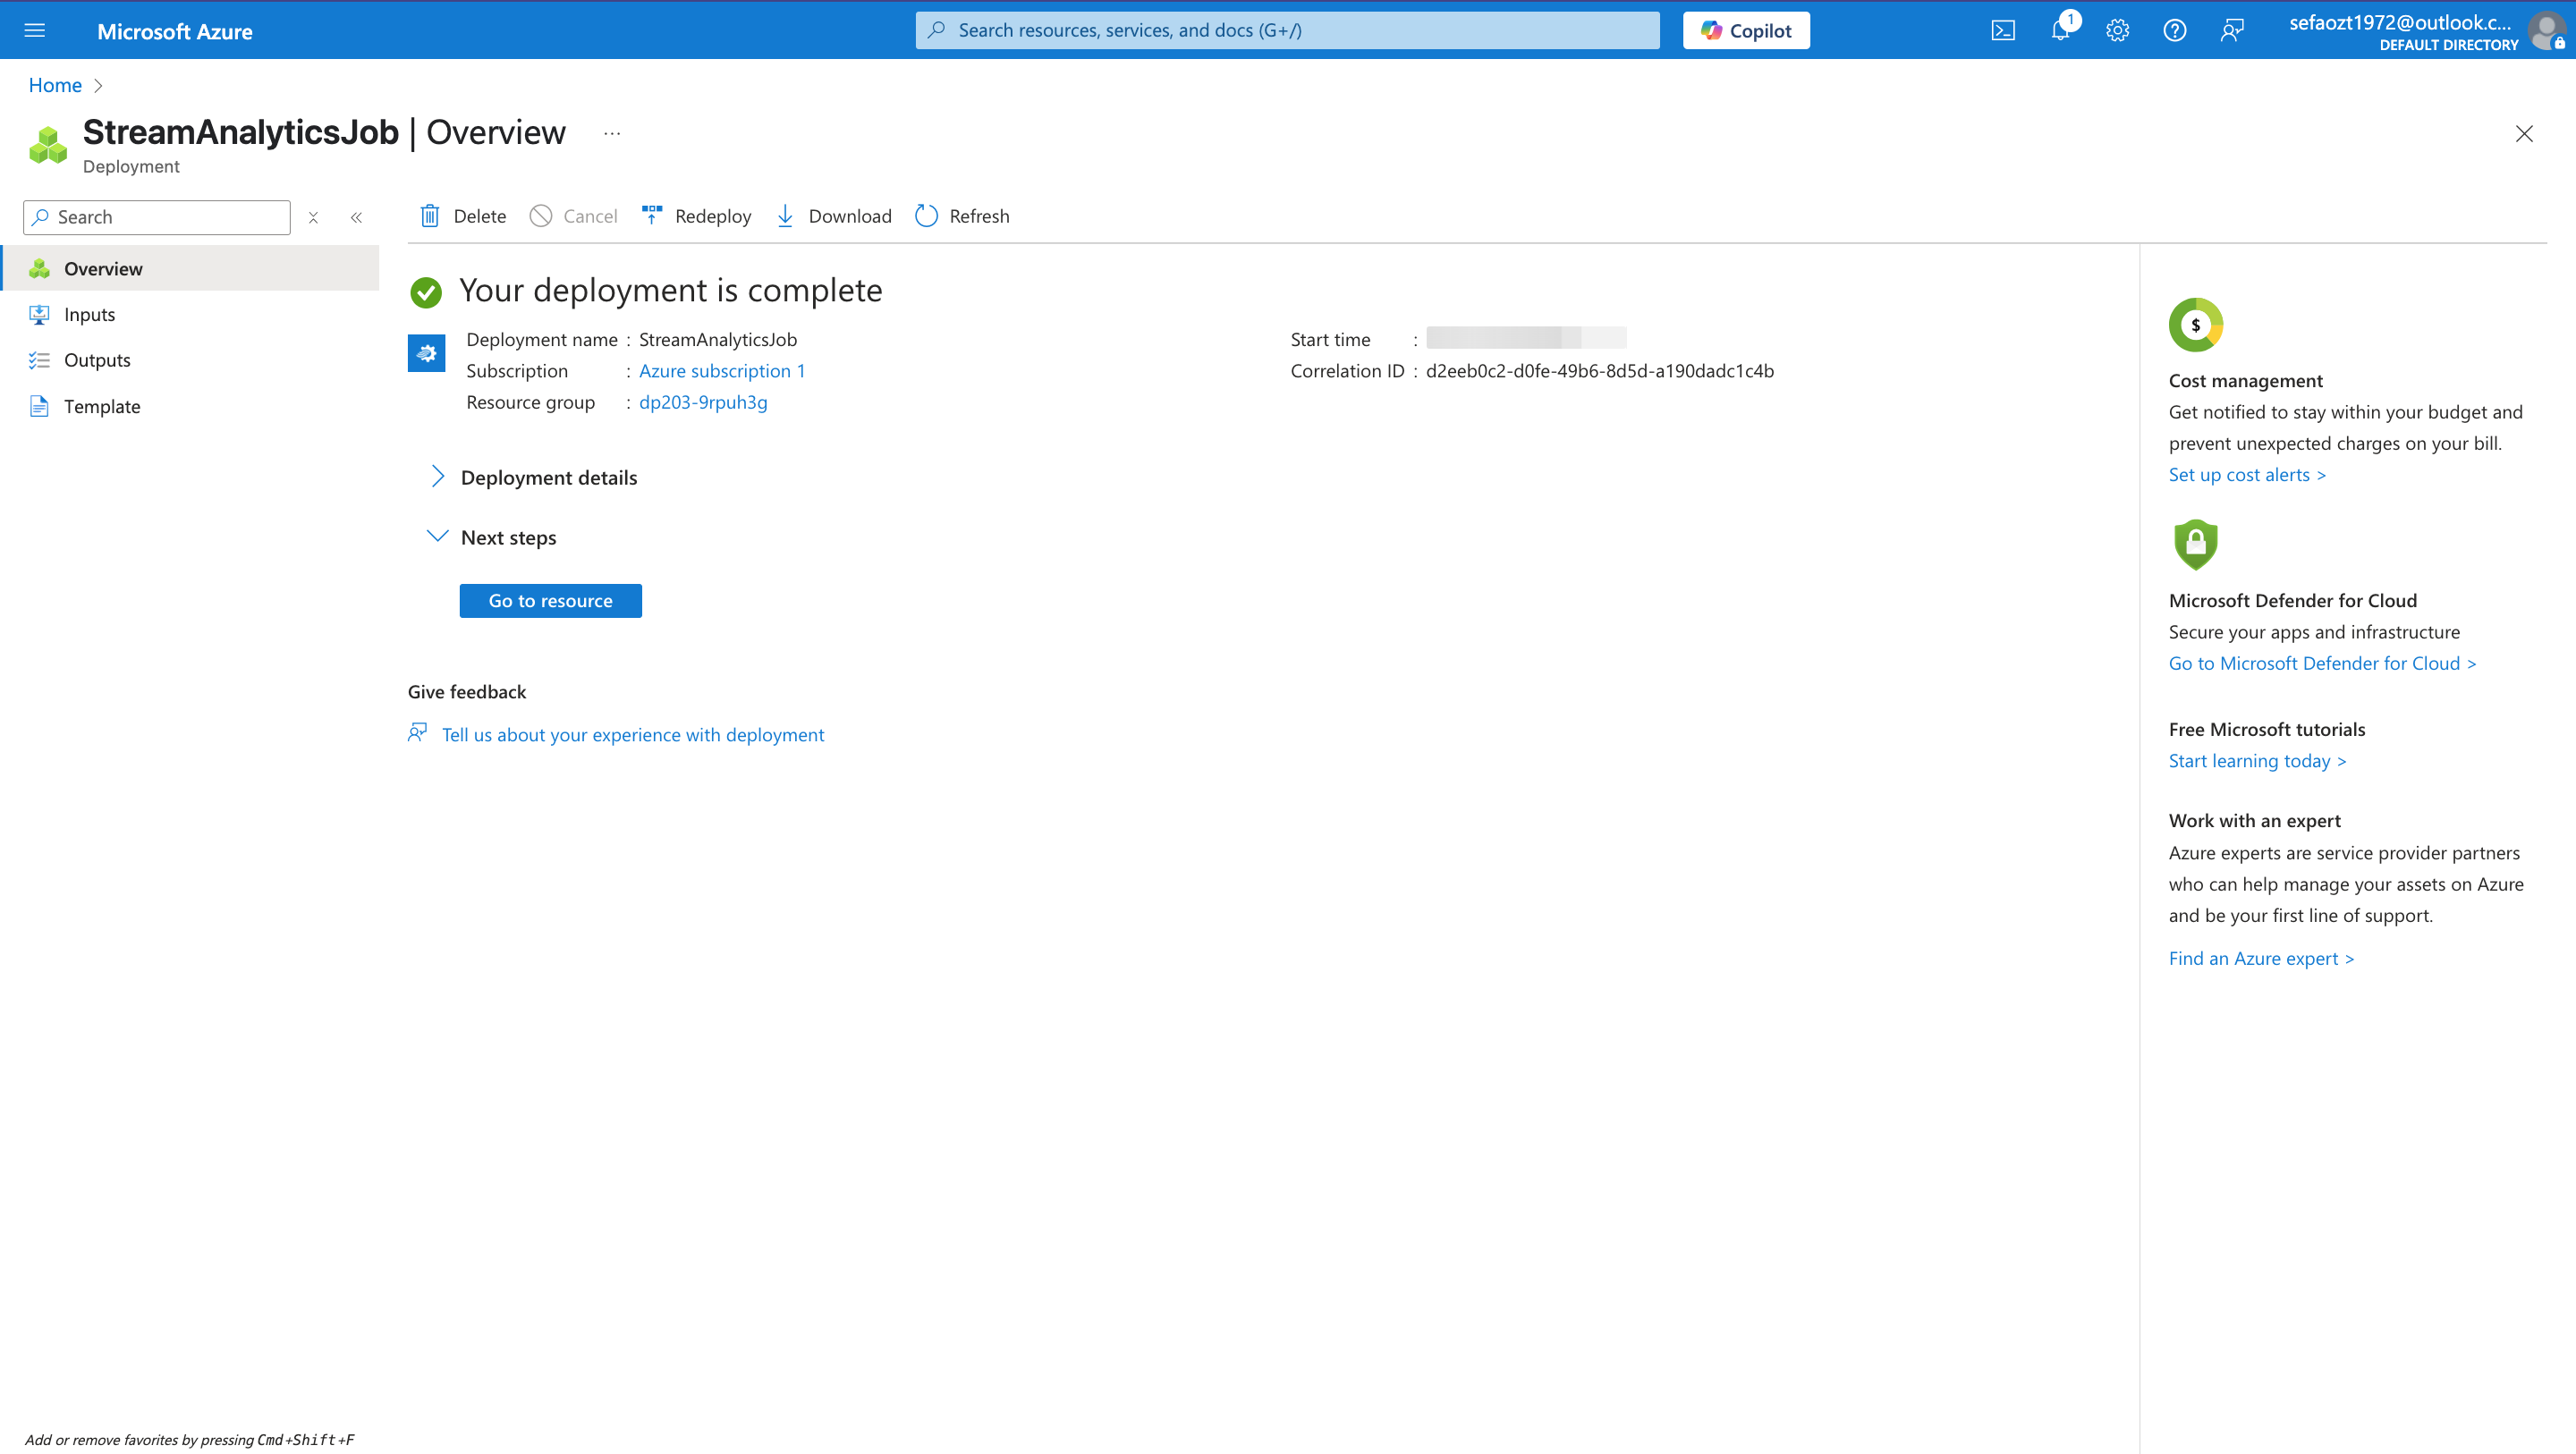 Microsoft Azure
Search resources, services, and docs (G+/)
Copilot
1
sefaozt1972@outlook.c...
DEFAULT DIRECTORY
Home
StreamAnalyticsJob | Overview
Deployment
Search
Delete
Cancel
Redeploy
Download
Refresh
Overview
Inputs
Outputs
Template
Your deployment is complete
Deployment name : StreamAnalyticsJob
Subscription : Azure subscription 1
Resource group : dp203-9rpuh3g
Start time :
Correlation ID : d2eeb0c2-d0fe-49b6-8d5d-a190dadc1c4b
Deployment details
Next steps
Go to resource
Give feedback
Tell us about your experience with deployment
$
Cost management
Get notified to stay within your budget and
prevent unexpected charges on your bill.
Set up cost alerts >
Microsoft Defender for Cloud
Secure your apps and infrastructure
Go to Microsoft Defender for Cloud >
Free Microsoft tutorials
Start learning today >
Work with an expert
Azure experts are service provider partners
who can help manage your assets on Azure
and be your first line of support.
Find an Azure expert >
Add or remove favorites by pressing Cmd+Shift+F